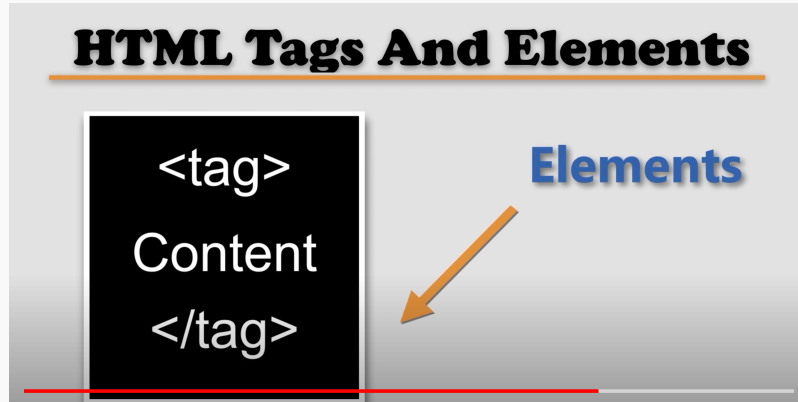 HTML Tags And Elements
<tag>
Elements
Content
</tag>